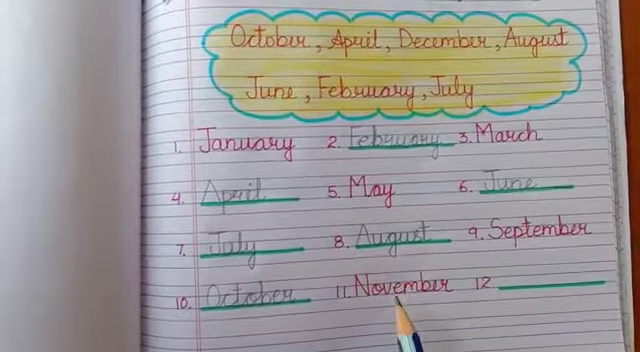 October, April, December, August
June, February, July
1. January 2. February 3. March
4. April 5. May 6. June
7. July 8. August 9. September
10. October 11. November 12